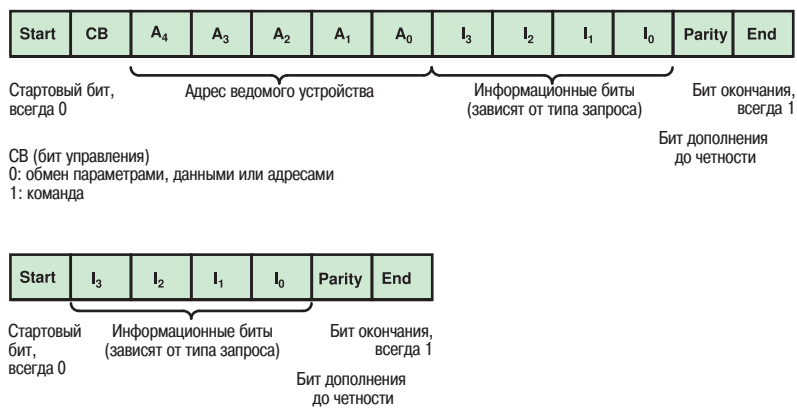 Start CB A₄ A₃ A₂ A₁ A₀ I₃ I₂ I₁ I₀ Parity End
Стартовый бит,
всегда 0
Адрес ведомого устройства
Информационные биты
(зависят от типа запроса)
Бит окончания,
всегда 1
Бит дополнения
до четности
СВ (бит управления)
0: обмен параметрами, данными или адресами
1: команда
Start I₃ I₂ I₁ I₀ Parity End
Стартовый
бит,
всегда 0
Информационные биты
(зависят от типа запроса)
Бит окончания,
всегда 1
Бит дополнения
до четности